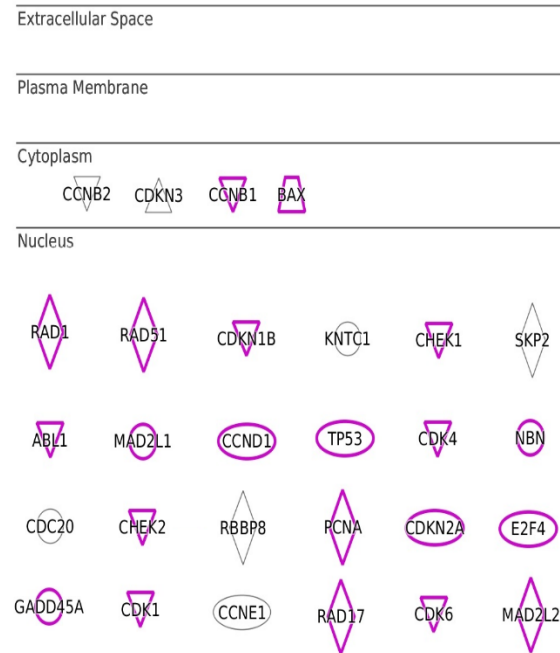 Extracellular Space
Plasma Membrane
Cytoplasm
CCNB2 CDKN3 CCNB1 BAX
Nucleus
RAD1 RAD51 CDKN1B KNTC1 CHEK1 SKP2
ABL1 MAD2L1 CCND1 TP53 CDK4 NBN
CDC20 CHEK2 RBBP8 PCNA CDKN2A E2F4
GADD45A CDK1 CCNE1 RAD17 CDK6 MAD2L2